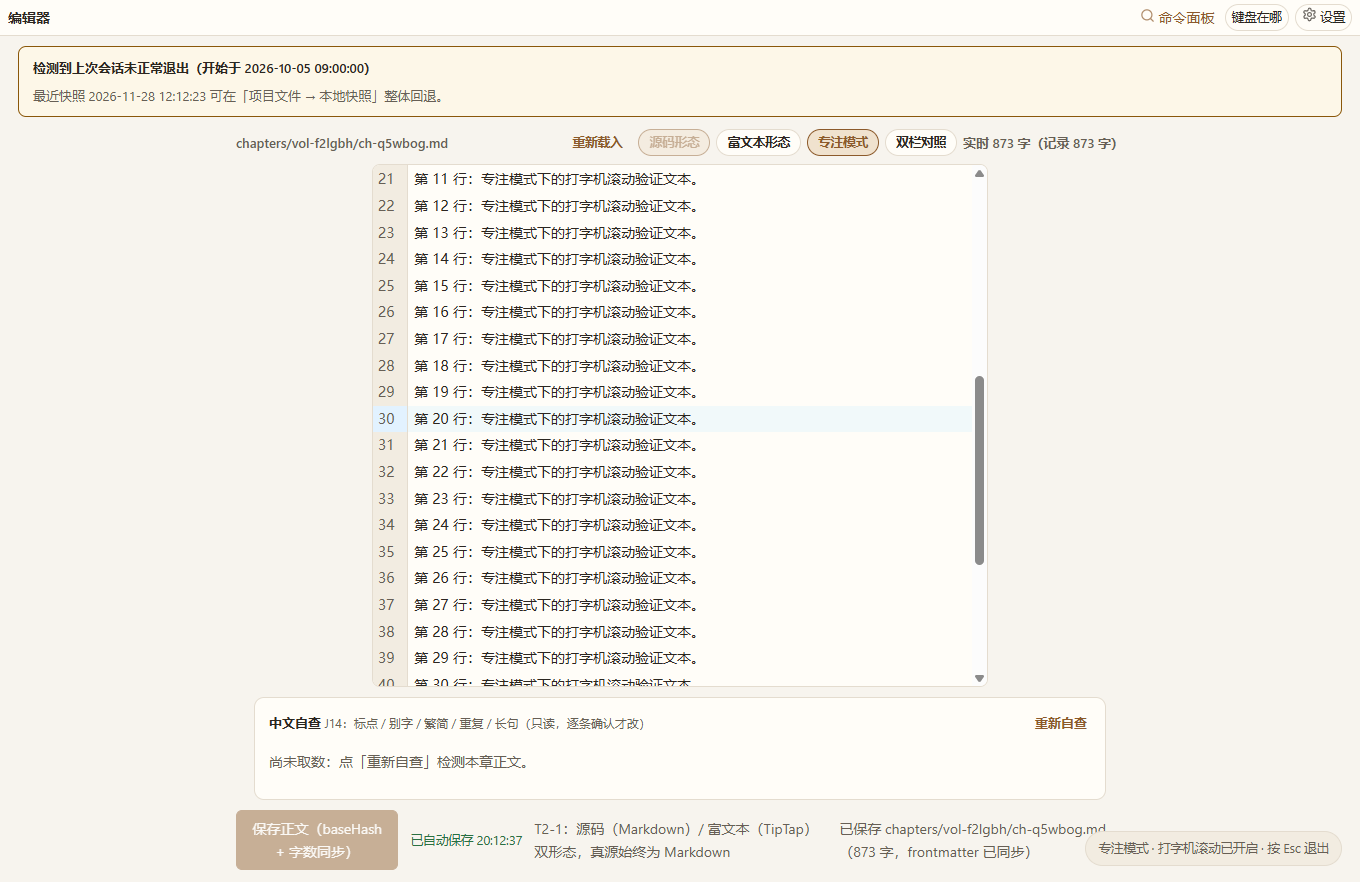 编辑器
命令面板
键盘在哪
设置
检测到上次会话未正常退出（开始于 2026-10-05 09:00:00）
最近快照 2026-11-28 12:12:23 可在「项目文件 → 本地快照」整体回退。
chapters/vol-f2lgbh/ch-q5wbog.md
重新载入
源码形态
富文本形态
专注模式
双栏对照
实时 873 字（记录 873 字）
21 第 11 行：专注模式下的打字机滚动验证文本。
22 第 12 行：专注模式下的打字机滚动验证文本。
23 第 13 行：专注模式下的打字机滚动验证文本。
24 第 14 行：专注模式下的打字机滚动验证文本。
25 第 15 行：专注模式下的打字机滚动验证文本。
26 第 16 行：专注模式下的打字机滚动验证文本。
27 第 17 行：专注模式下的打字机滚动验证文本。
28 第 18 行：专注模式下的打字机滚动验证文本。
29 第 19 行：专注模式下的打字机滚动验证文本。
30 第 20 行：专注模式下的打字机滚动验证文本。
31 第 21 行：专注模式下的打字机滚动验证文本。
32 第 22 行：专注模式下的打字机滚动验证文本。
33 第 23 行：专注模式下的打字机滚动验证文本。
34 第 24 行：专注模式下的打字机滚动验证文本。
35 第 25 行：专注模式下的打字机滚动验证文本。
36 第 26 行：专注模式下的打字机滚动验证文本。
37 第 27 行：专注模式下的打字机滚动验证文本。
38 第 28 行：专注模式下的打字机滚动验证文本。
39 第 29 行：专注模式下的打字机滚动验证文本。
40 第 30 行：专注模式下的打字机滚动验证文本。
中文自查 J14：标点 / 别字 / 繁简 / 重复 / 长句（只读，逐条确认才改）
重新自查
尚未取数：点「重新自查」检测本章正文。
保存正文（baseHash
+ 字数同步）
已自动保存 20:12:37
T2-1：源码（Markdown）/ 富文本（TipTap）
双形态，真源始终为 Markdown
已保存 chapters/vol-f2lgbh/ch-q5wbog.md
（873 字，frontmatter 已同步）
专注模式 · 打字机滚动已开启 · 按 Esc 退出